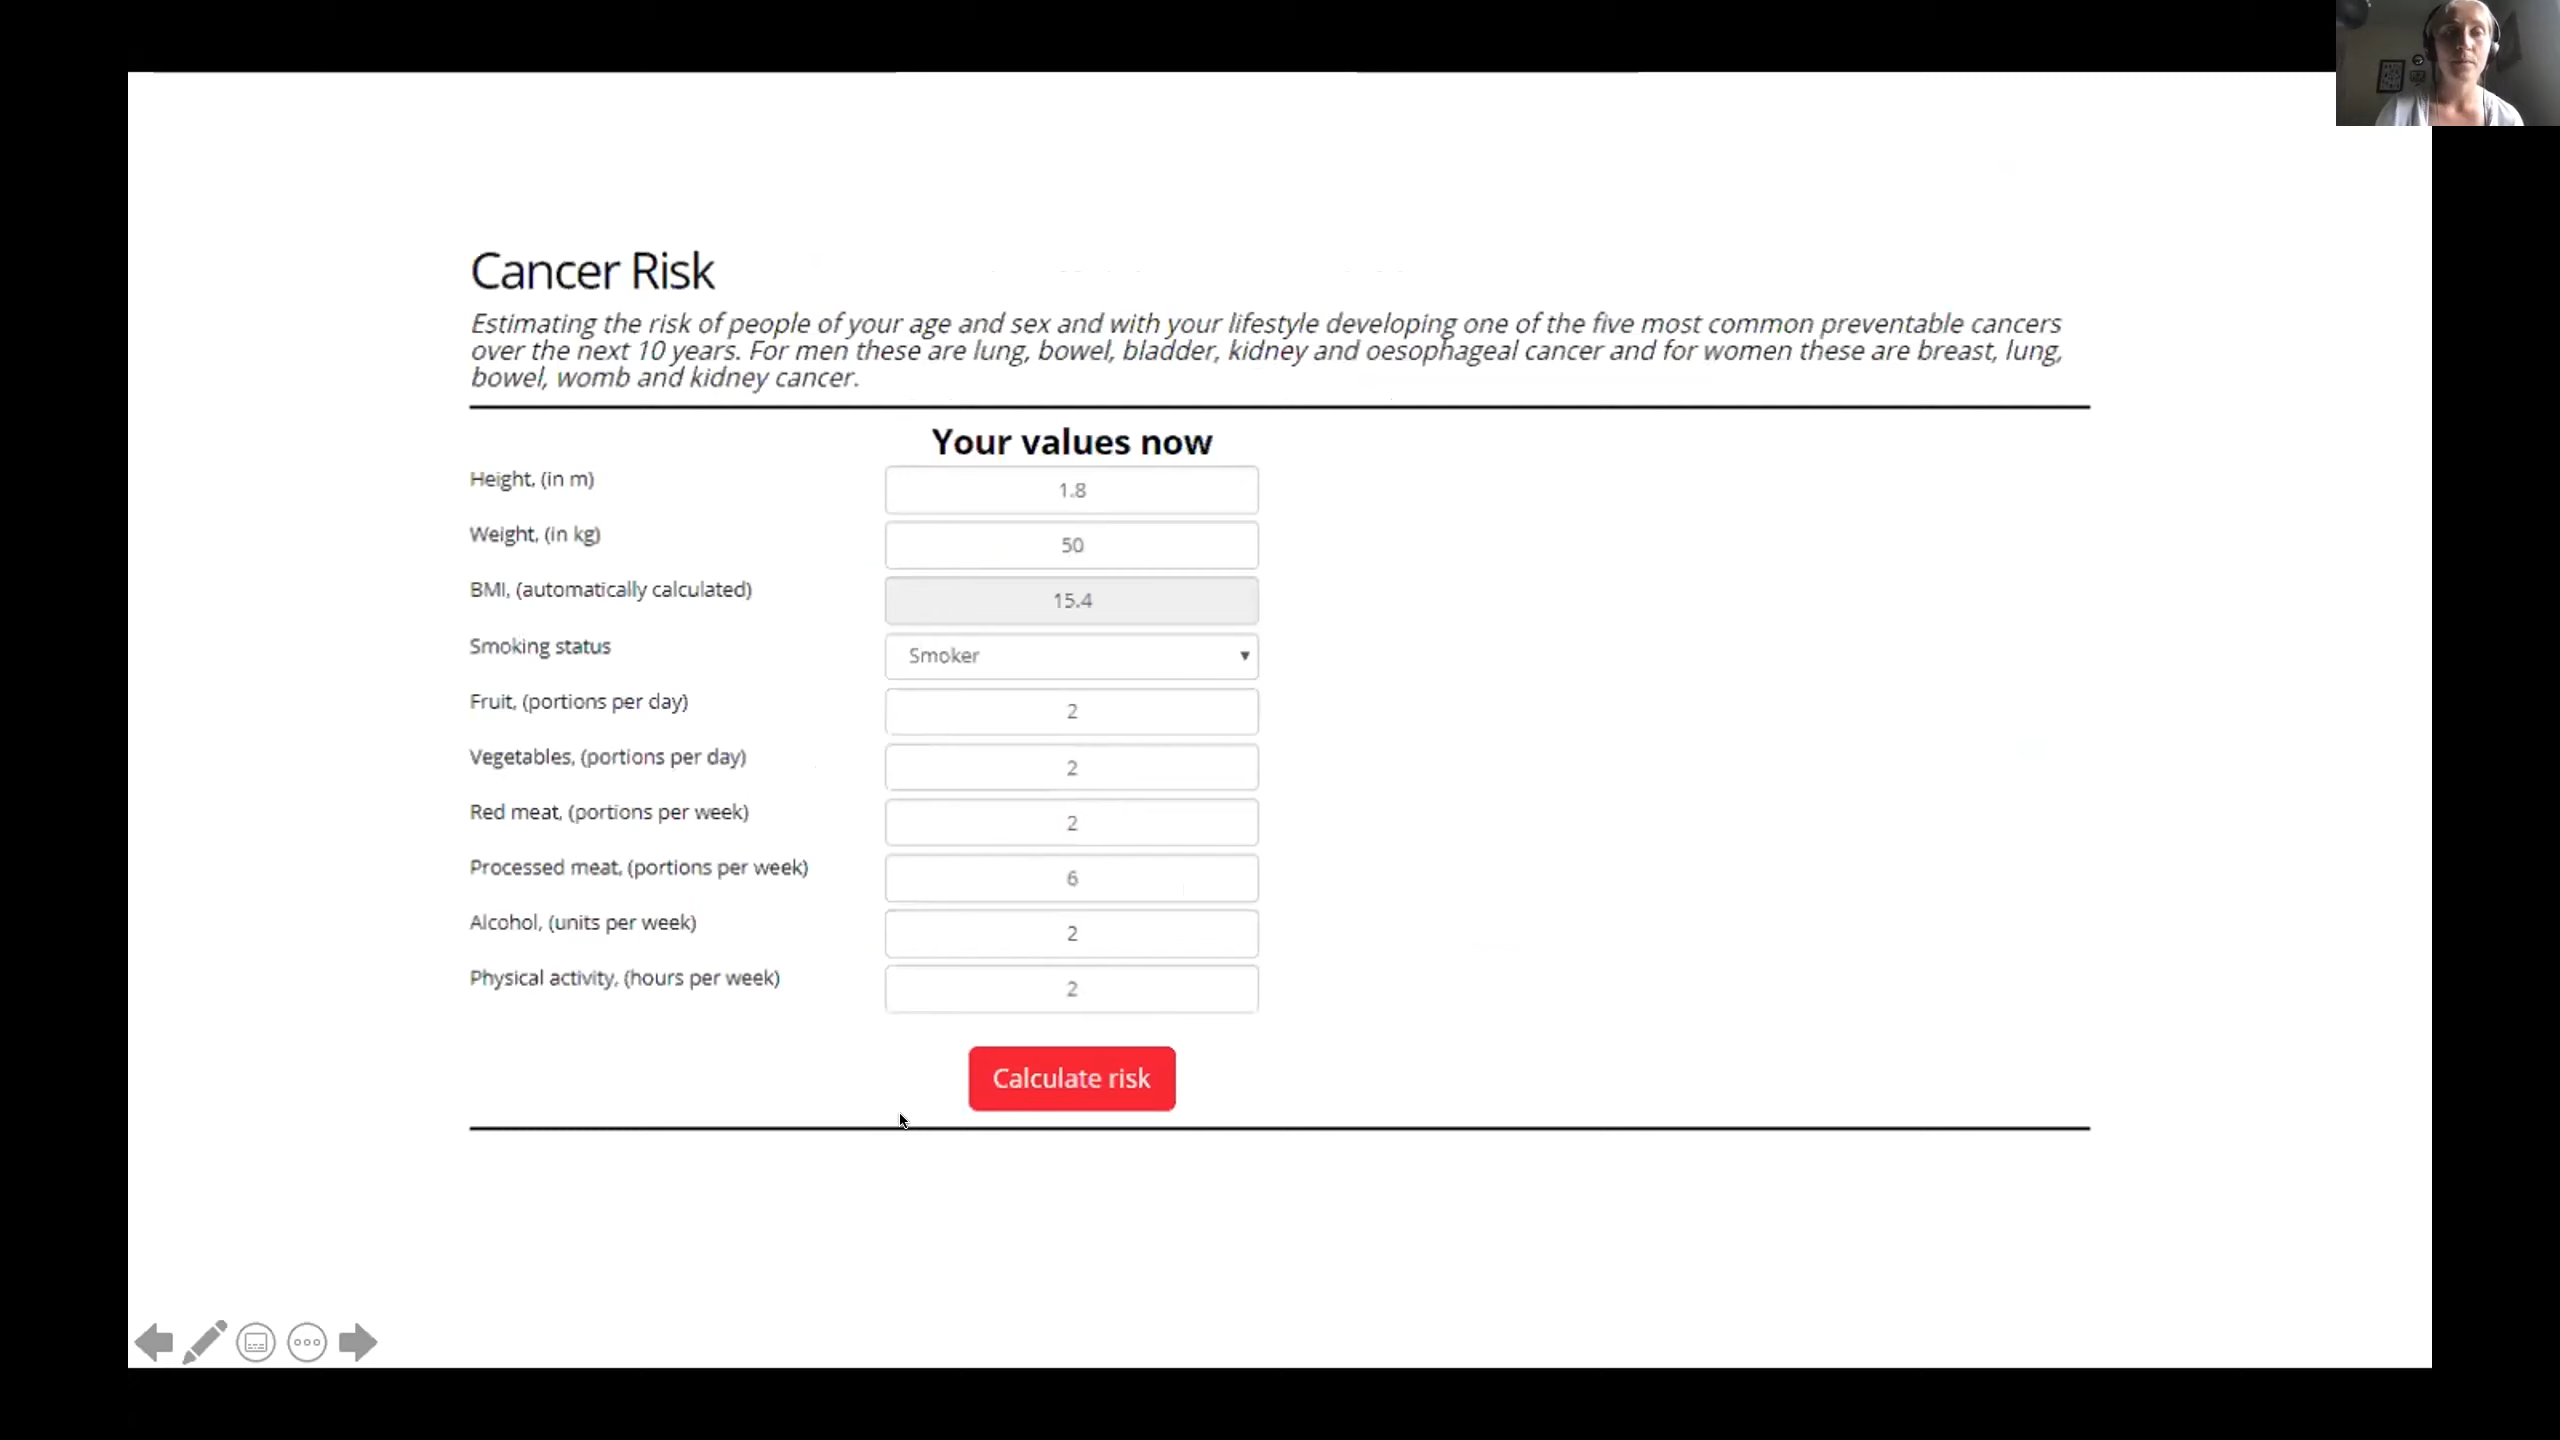 Cancer Risk
Estimating the risk of people of your age and sex and with your lifestyle developing one of the five most common preventable cancers
over the next 10 years. For men these are lung, bowel, bladder, kidney and oesophageal cancer and for women these are breast, lung,
bowel, womb and kidney cancer.
Your values now
Height, (in m) 1.8
Weight, (in kg) 50
BMI, (automatically calculated) 15.4
Smoking status Smoker
Fruit, (portions per day) 2
Vegetables, (portions per day) 2
Red meat, (portions per week) 2
Processed meat, (portions per week) 6
Alcohol, (units per week) 2
Physical activity, (hours per week) 2
Calculate risk